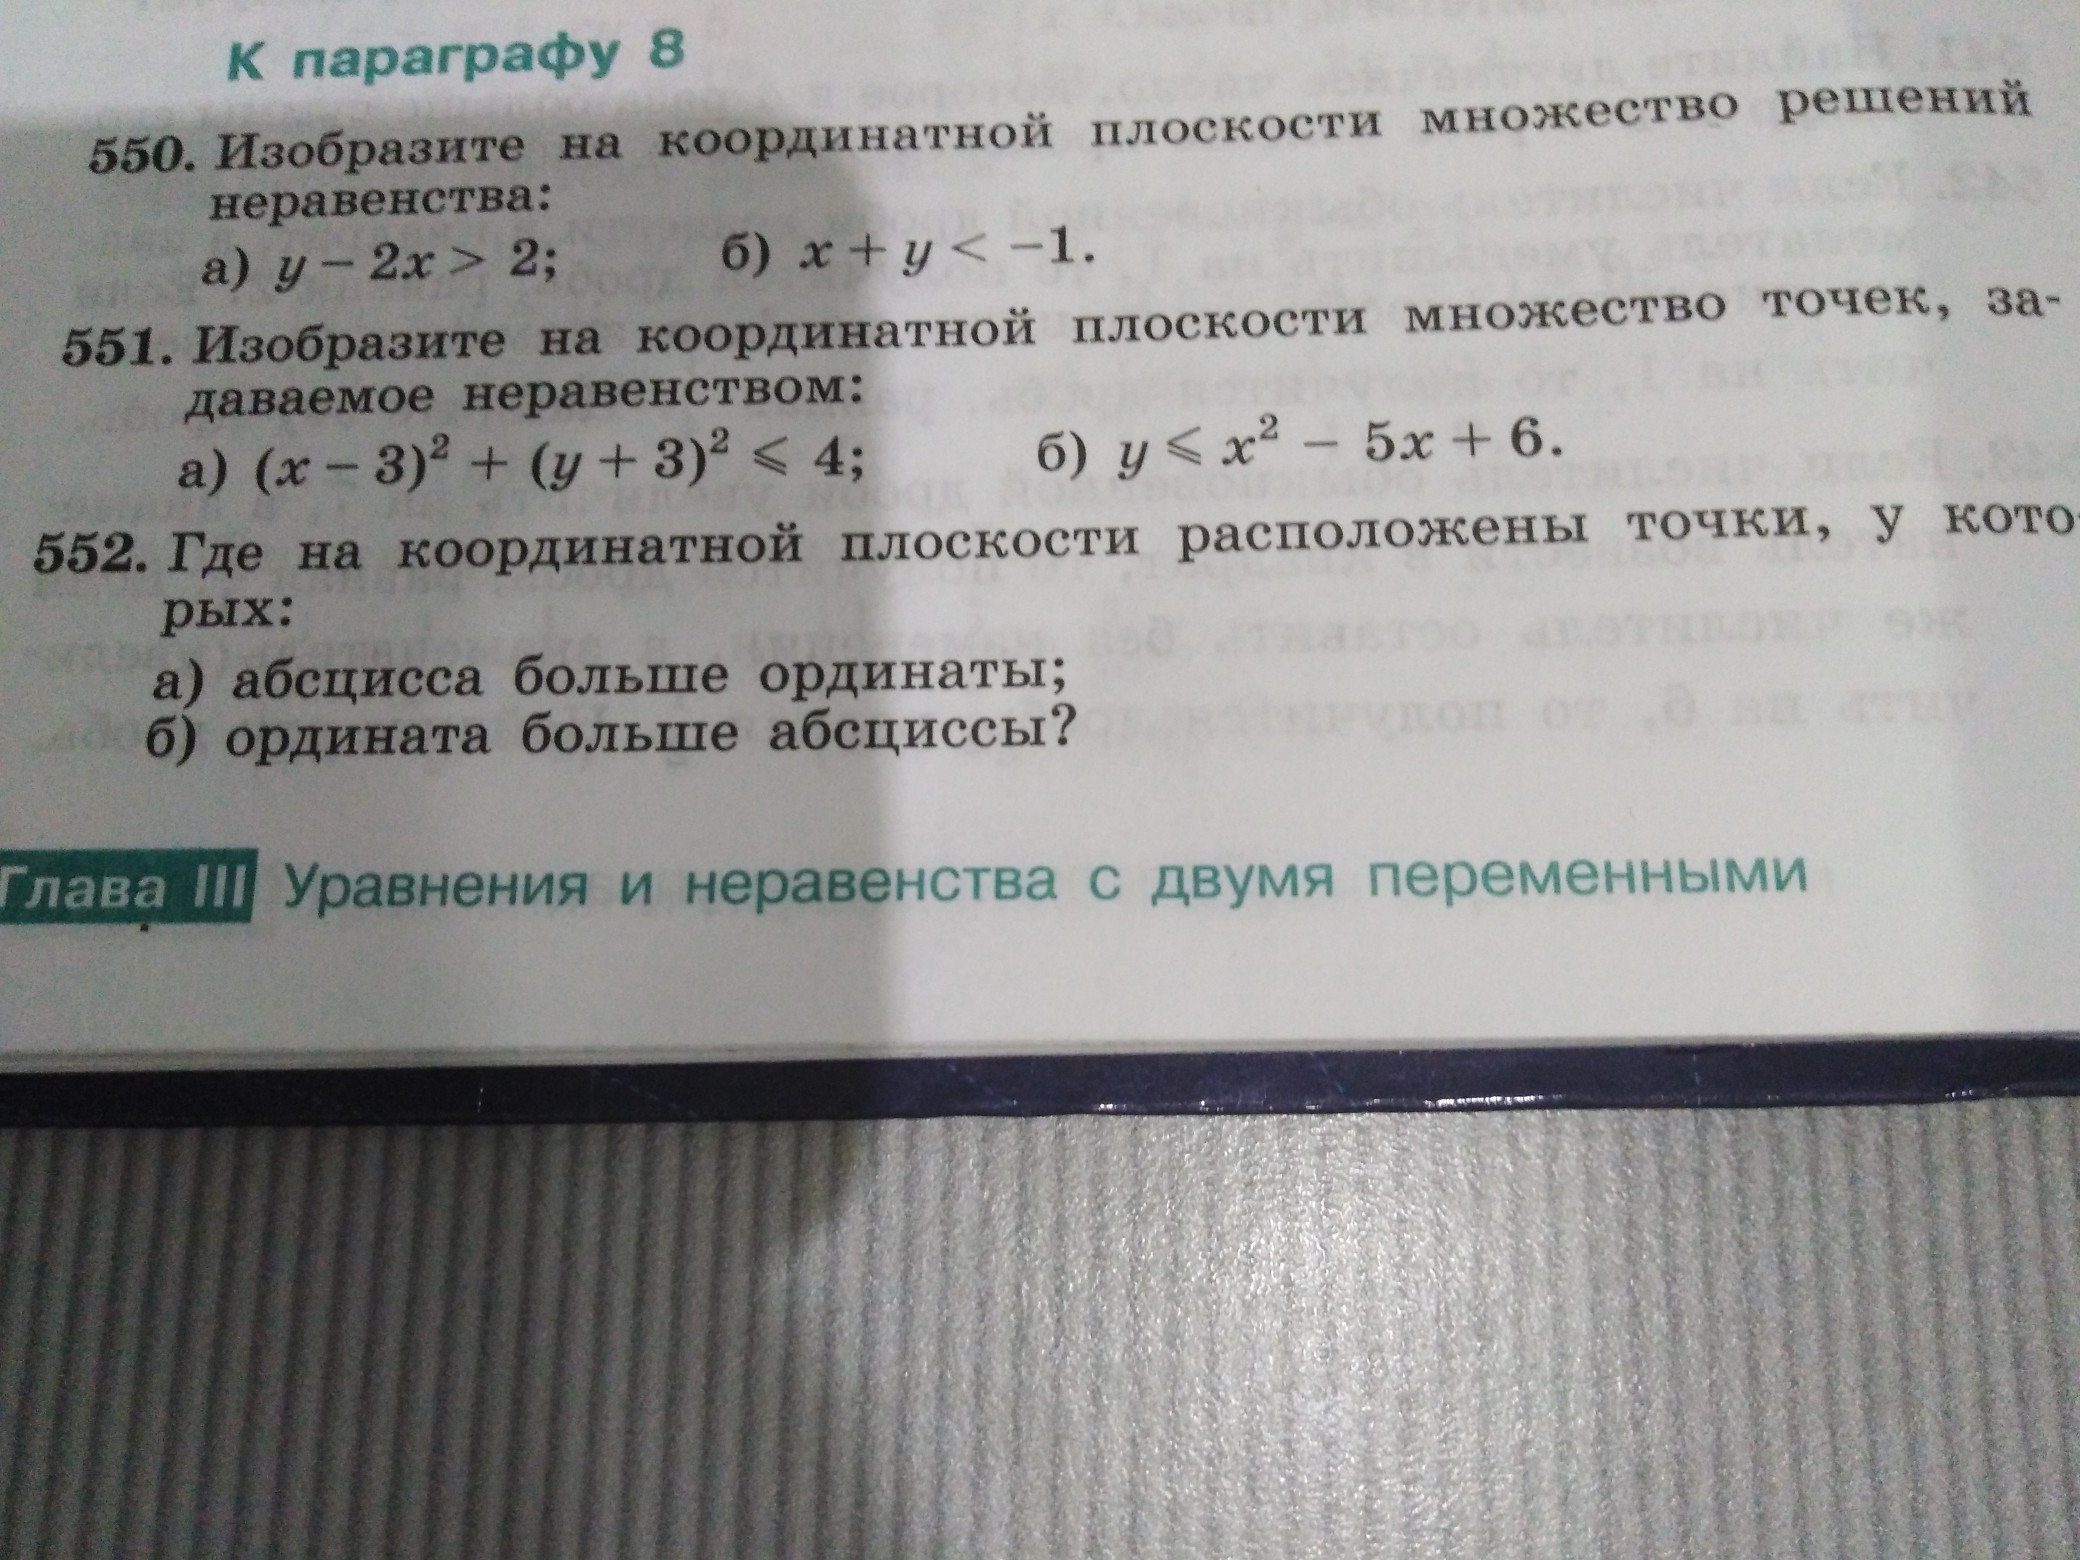 К параграфу 8
550. Изобразите на координатной плоскости множество решений
неравенства:
а) y − 2x > 2; б) x + y < −1.
551. Изобразите на координатной плоскости множество точек, за-
даваемое неравенством:
а) (x − 3)² + (y + 3)² ⩽ 4; б) y ⩽ x² − 5x + 6.
552. Где на координатной плоскости расположены точки, у кото-
рых:
а) абсцисса больше ординаты;
б) ордината больше абсциссы?
Глава III Уравнения и неравенства с двумя переменными